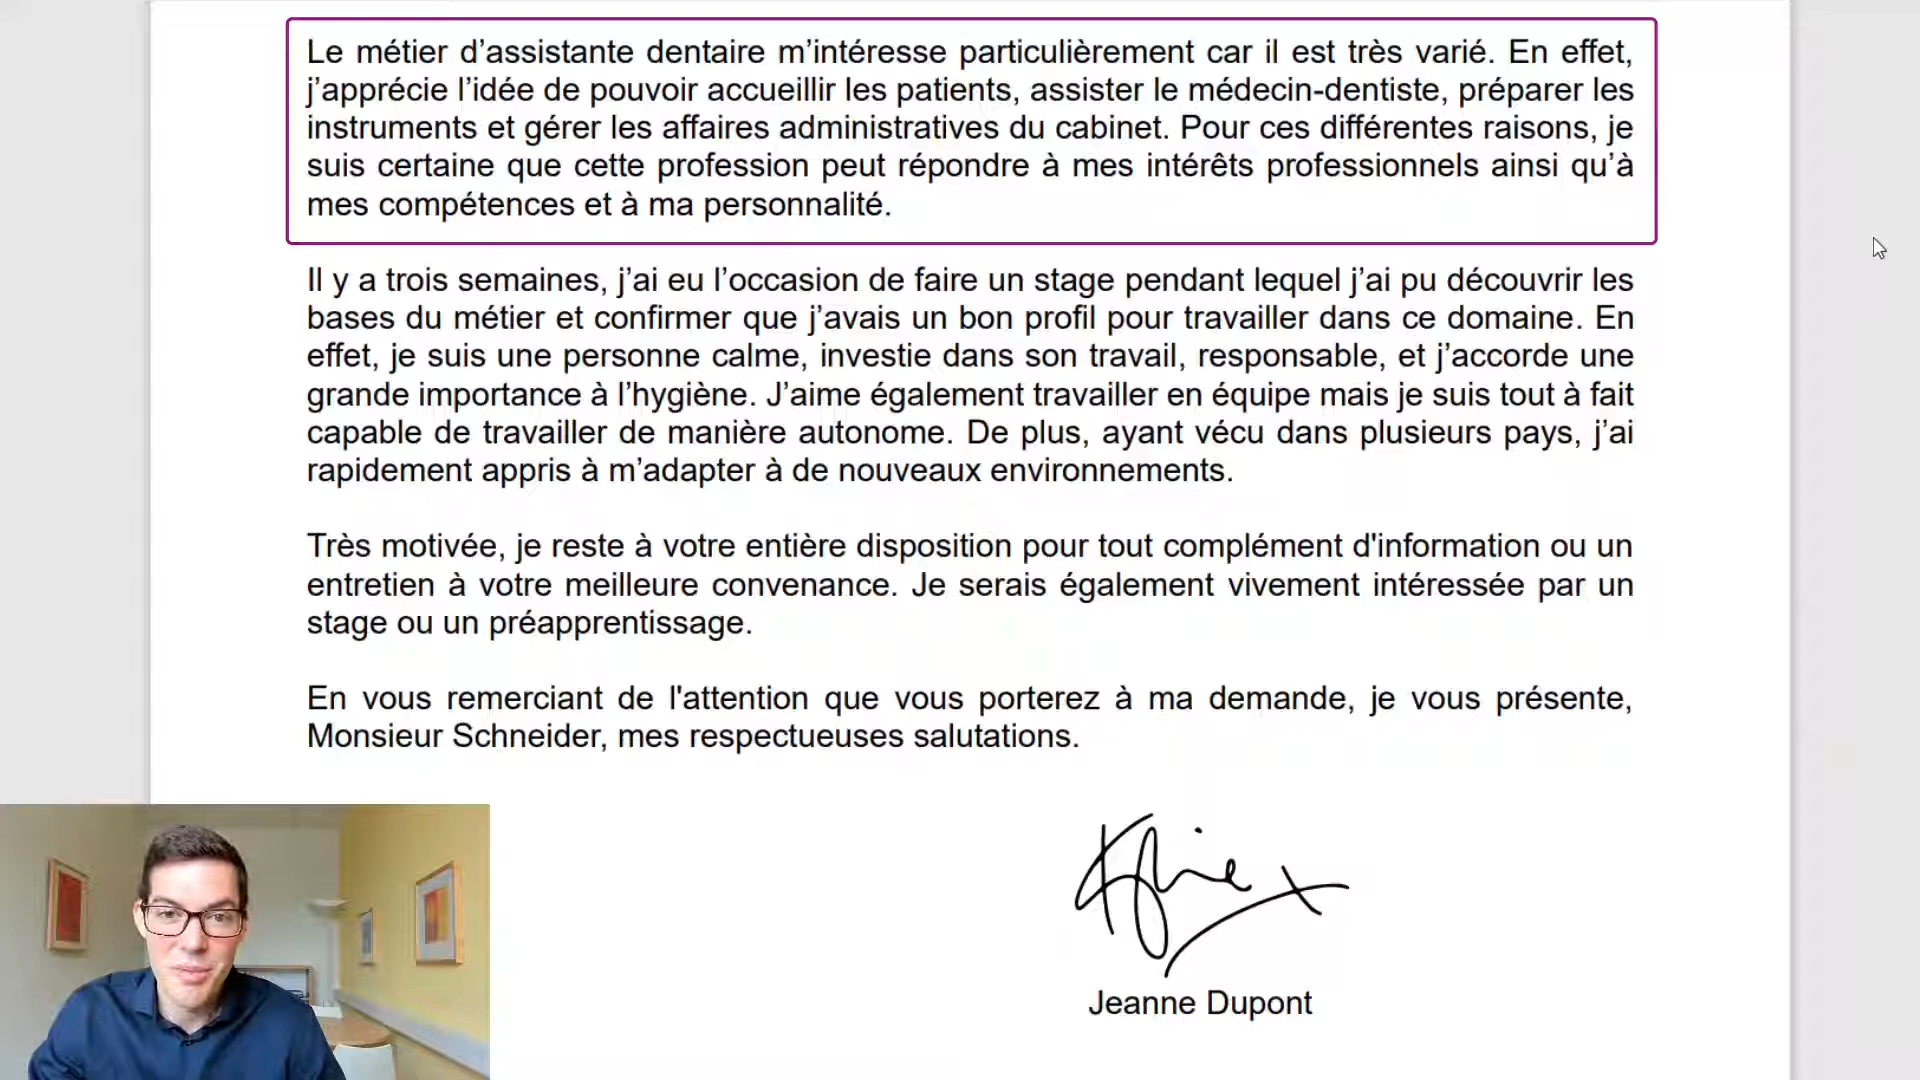 Le métier d’assistante dentaire m’intéresse particulièrement car il est très varié. En effet,
j’apprécie l’idée de pouvoir accueillir les patients, assister le médecin-dentiste, préparer les
instruments et gérer les affaires administratives du cabinet. Pour ces différentes raisons, je
suis certaine que cette profession peut répondre à mes intérêts professionnels ainsi qu’à
mes compétences et à ma personnalité.
Il y a trois semaines, j’ai eu l’occasion de faire un stage pendant lequel j’ai pu découvrir les
bases du métier et confirmer que j’avais un bon profil pour travailler dans ce domaine. En
effet, je suis une personne calme, investie dans son travail, responsable, et j’accorde une
grande importance à l’hygiène. J’aime également travailler en équipe mais je suis tout à fait
capable de travailler de manière autonome. De plus, ayant vécu dans plusieurs pays, j’ai
rapidement appris à m’adapter à de nouveaux environnements.
Très motivée, je reste à votre entière disposition pour tout complément d'information ou un
entretien à votre meilleure convenance. Je serais également vivement intéressée par un
stage ou un préapprentissage.
En vous remerciant de l'attention que vous porterez à ma demande, je vous présente,
Monsieur Schneider, mes respectueuses salutations.
Jeanne Dupont